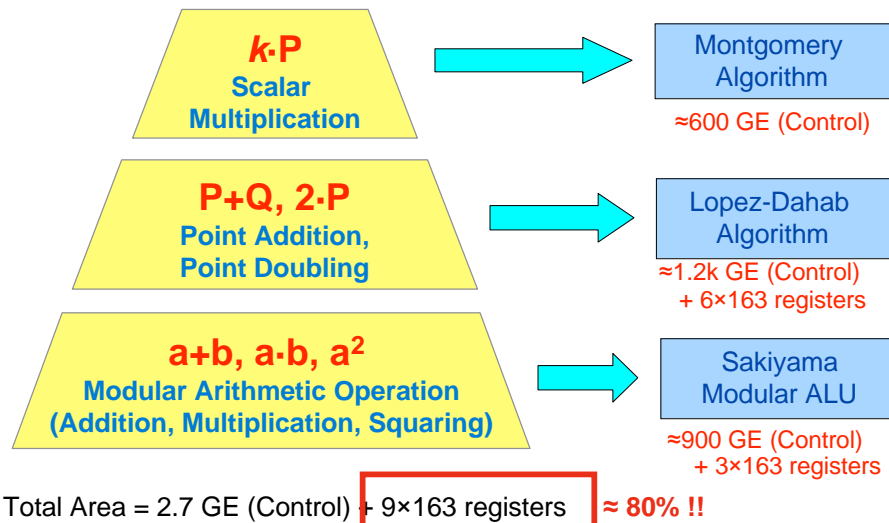 k·P
Scalar
Multiplication
Montgomery
Algorithm
≈600 GE (Control)
P+Q, 2·P
Point Addition,
Point Doubling
Lopez-Dahab
Algorithm
≈1.2k GE (Control)
+ 6×163 registers
a+b, a·b, a²
Modular Arithmetic Operation
(Addition, Multiplication, Squaring)
Sakiyama
Modular ALU
≈900 GE (Control)
+ 3×163 registers
Total Area = 2.7 GE (Control) + 9×163 registers ≈ 80% !!